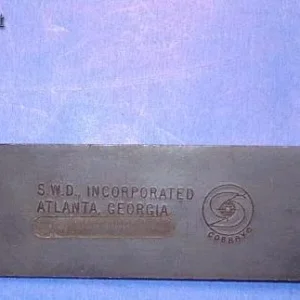 S.W.D., INCORPORATED
ATLANTA, GEORGIA
COBRAY